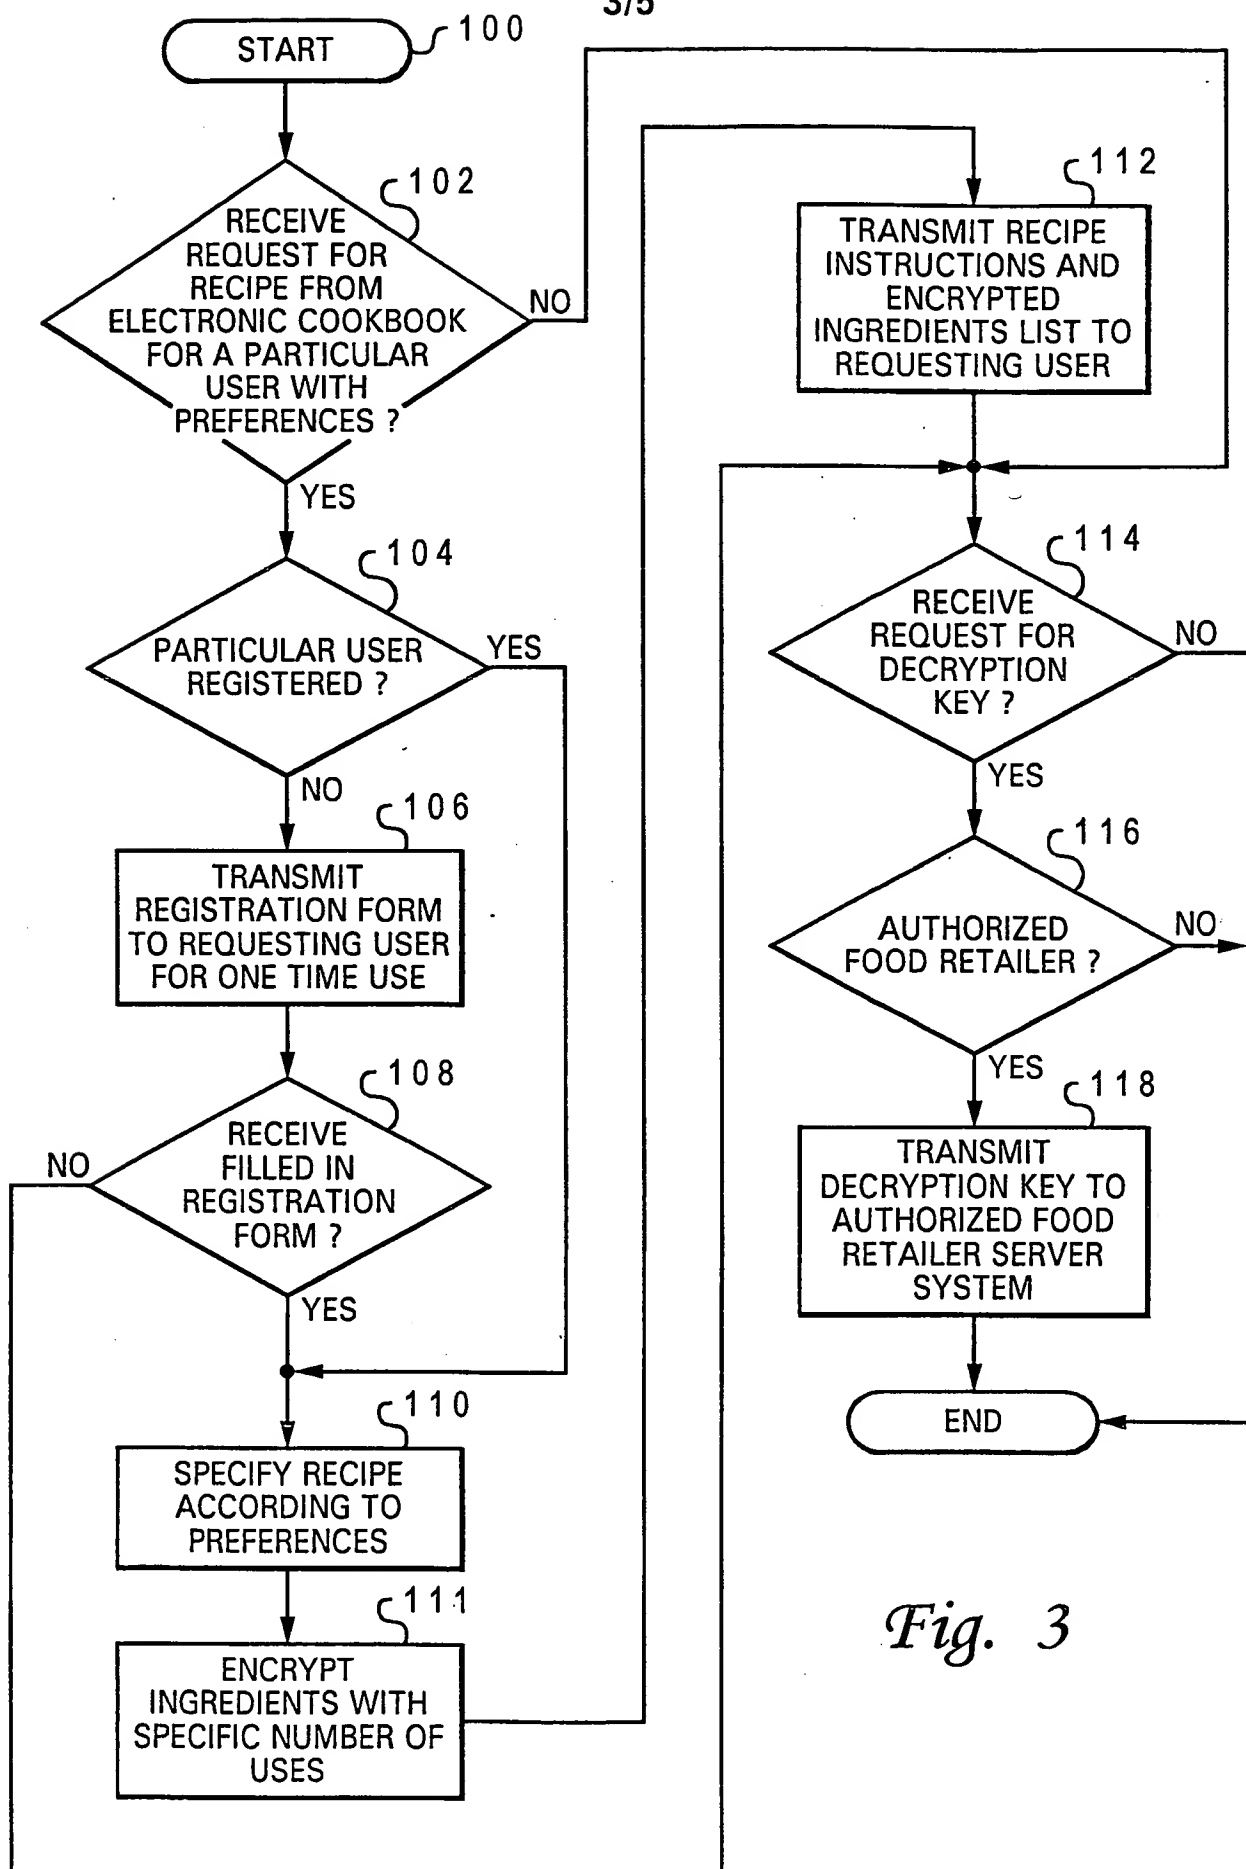 3/5
START
100
102
RECEIVE
REQUEST FOR
RECIPE FROM
ELECTRONIC COOKBOOK
FOR A PARTICULAR
USER WITH
PREFERENCES ?
NO
YES
104
PARTICULAR USER
REGISTERED ?
YES
NO
106
TRANSMIT
REGISTRATION FORM
TO REQUESTING USER
FOR ONE TIME USE
108
RECEIVE
FILLED IN
REGISTRATION
FORM ?
NO
YES
110
SPECIFY RECIPE
ACCORDING TO
PREFERENCES
111
ENCRYPT
INGREDIENTS WITH
SPECIFIC NUMBER OF
USES
112
TRANSMIT RECIPE
INSTRUCTIONS AND
ENCRYPTED
INGREDIENTS LIST TO
REQUESTING USER
114
RECEIVE
REQUEST FOR
DECRYPTION
KEY ?
NO
YES
116
AUTHORIZED
FOOD RETAILER ?
NO
YES
118
TRANSMIT
DECRYPTION KEY TO
AUTHORIZED FOOD
RETAILER SERVER
SYSTEM
END
Fig. 3